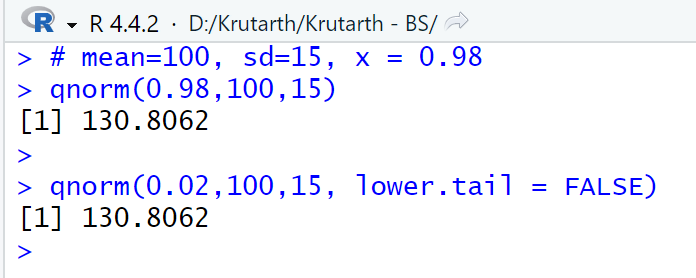 R 4.4.2 · D:/Krutarth/Krutarth - BS/
> # mean=100, sd=15, x = 0.98
> qnorm(0.98,100,15)
[1] 130.8062
>
> qnorm(0.02,100,15, lower.tail = FALSE)
[1] 130.8062
>